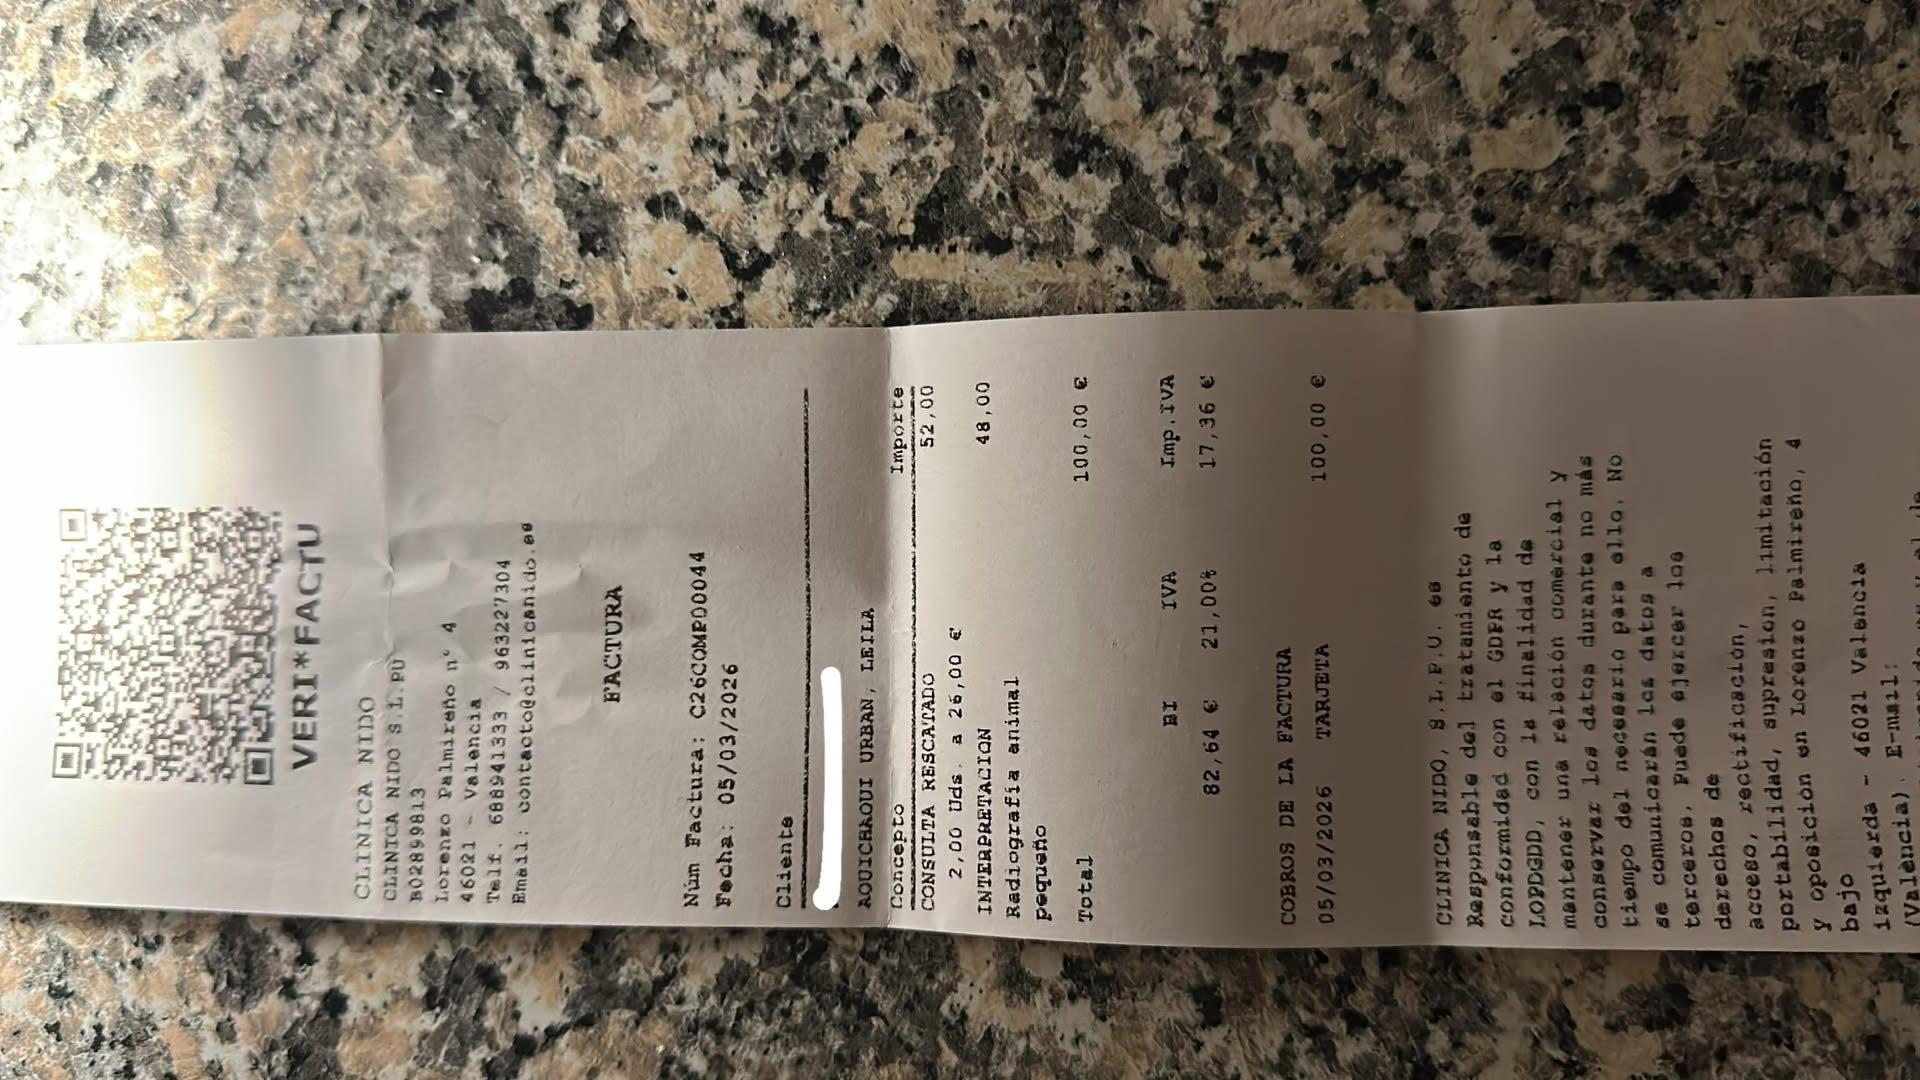 VERI*FACTU
CLINICA NIDO
CLINICA NIDO S.L.PU
B02899813
Lorenzo Palmireño nº 4
46021 - Valencia
Telf. 688941333 / 963227304
Email: contacto@clinicanido.es
FACTURA
Núm Factura: C26COMP00044
Fecha: 05/03/2026
Cliente
AOUICHAOUI URBAN, LEILA
Concepto Importe
CONSULTA RESCATADO 52,00
2,00 Uds. a 26,00 €
INTERPRETACION 48,00
Radiografía animal
pequeño
Total 100,00 €
BI IVA Imp.IVA
82,64 € 21,00% 17,36 €
COBROS DE LA FACTURA
05/03/2026 TARJETA 100,00 €
CLINICA NIDO, S.L.P.U. es
Responsable del tratamiento de
conformidad con el GDPR y la
LOPDGDD, con la finalidad de
mantener una relación comercial y
conservar los datos durante no más
tiempo del necesario para ello. No
se comunicarán los datos a
terceros. Puede ejercer los
derechos de
acceso, rectificación,
portabilidad, supresión, limitación
y oposición en Lorenzo Palmireño, 4
bajo
izquierda - 46021 Valencia
(Valencia). E-mail: